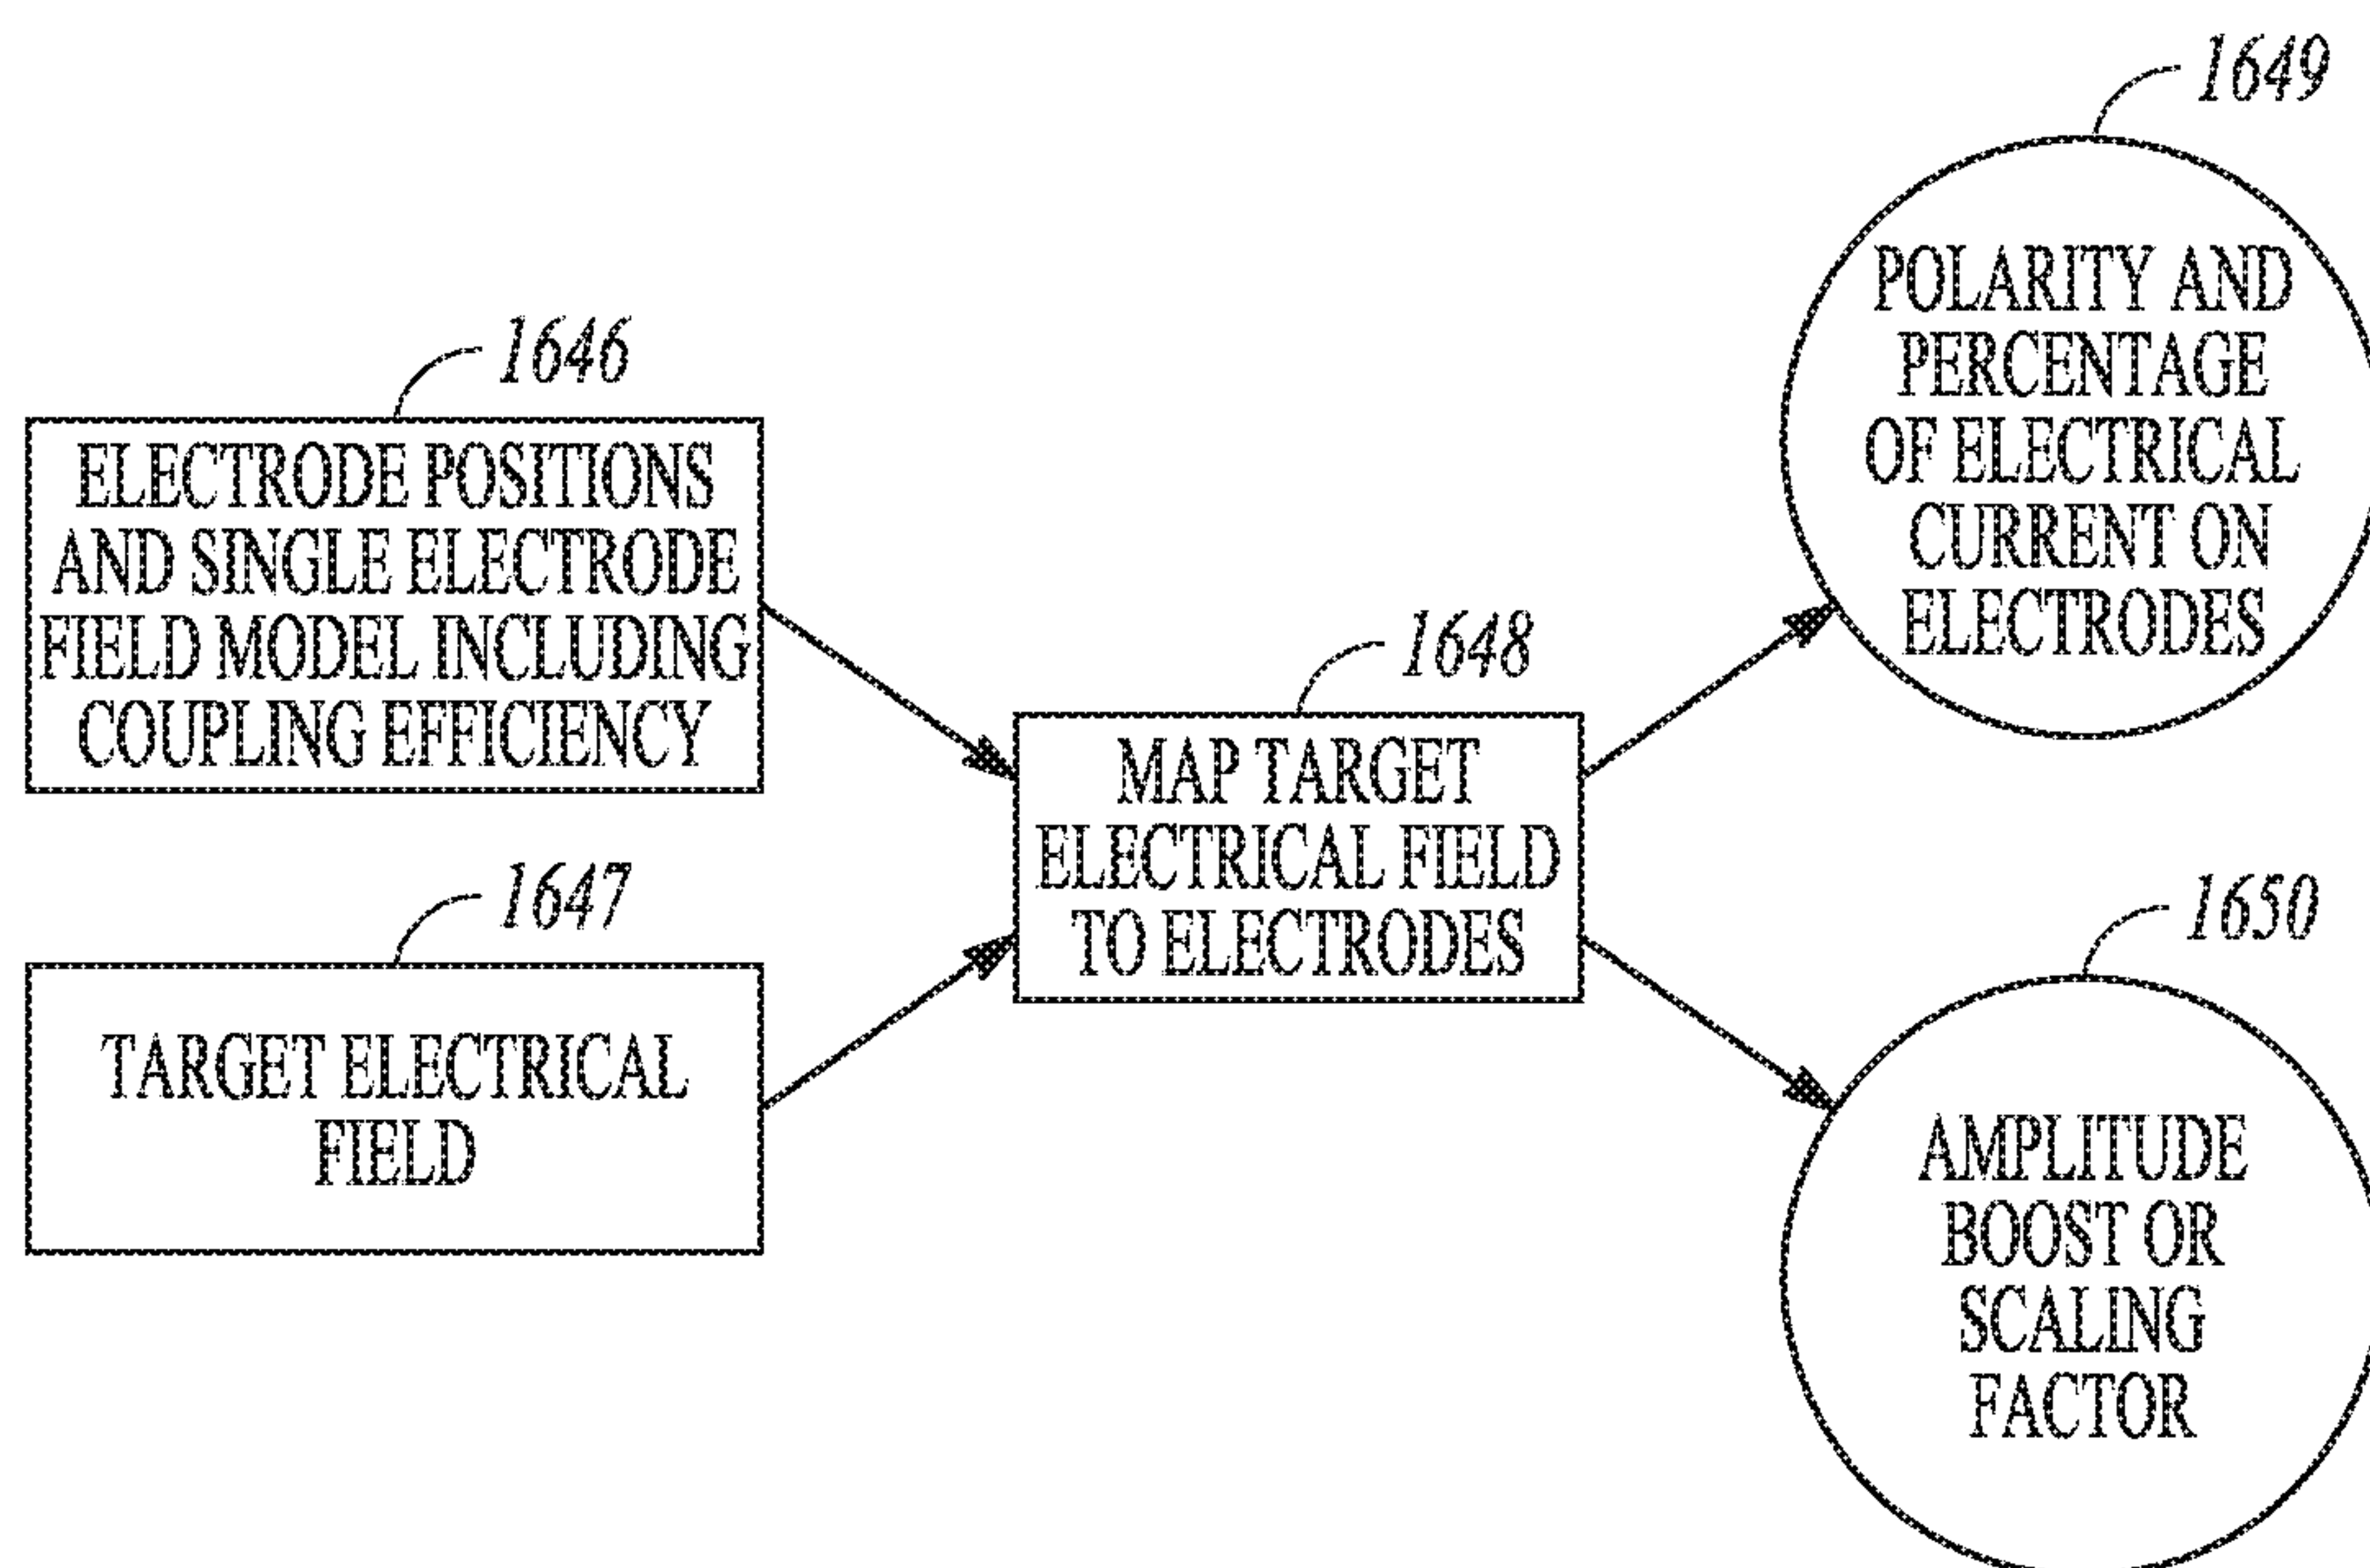 1646
ELECTRODE POSITIONS
AND SINGLE ELECTRODE
FIELD MODEL INCLUDING
COUPLING EFFICIENCY
1647
TARGET ELECTRICAL
FIELD
1648
MAP TARGET
ELECTRICAL FIELD
TO ELECTRODES
1649
POLARITY AND
PERCENTAGE
OF ELECTRICAL
CURRENT ON
ELECTRODES
1650
AMPLITUDE
BOOST OR
SCALING
FACTOR